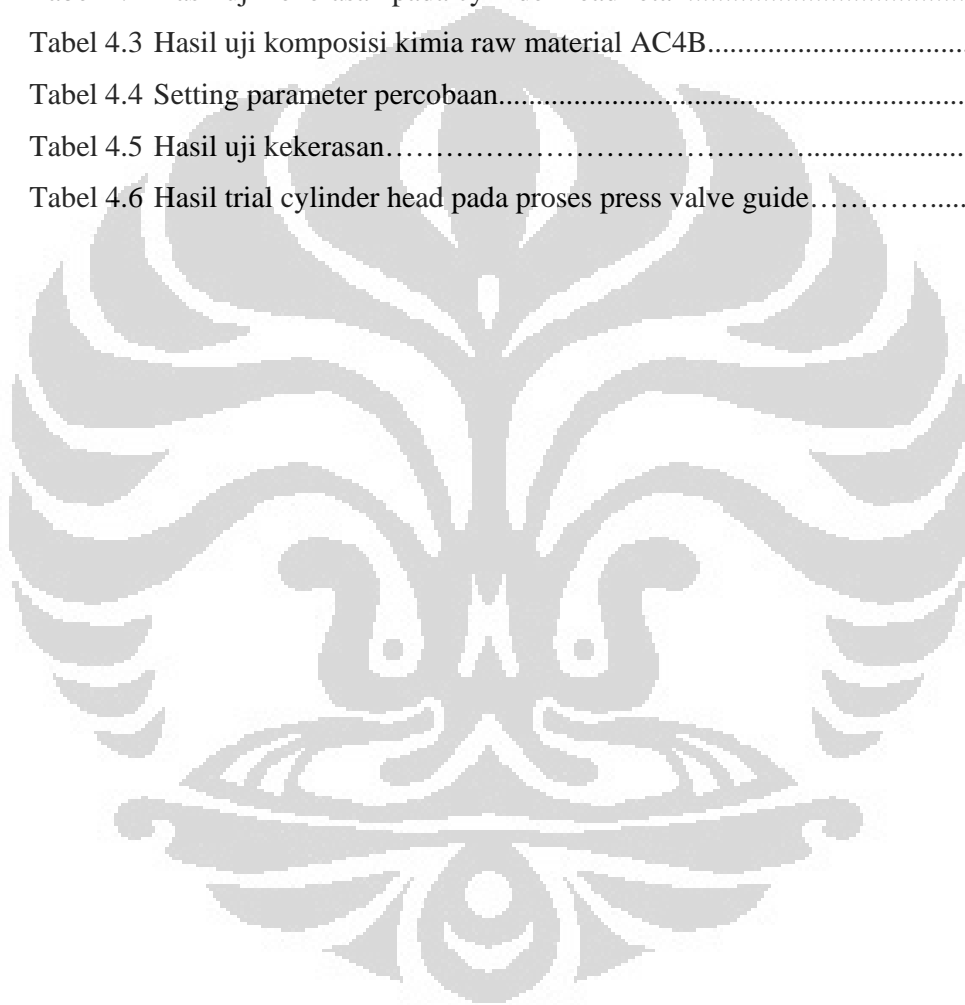 Tabel 4.3 Hasil uji komposisi kimia raw material AC4B.....................................
Tabel 4.4 Setting parameter percobaan.................................................................
Tabel 4.5 Hasil uji kekerasan…………………………………….......................
Tabel 4.6 Hasil trial cylinder head pada proses press valve guide………….....